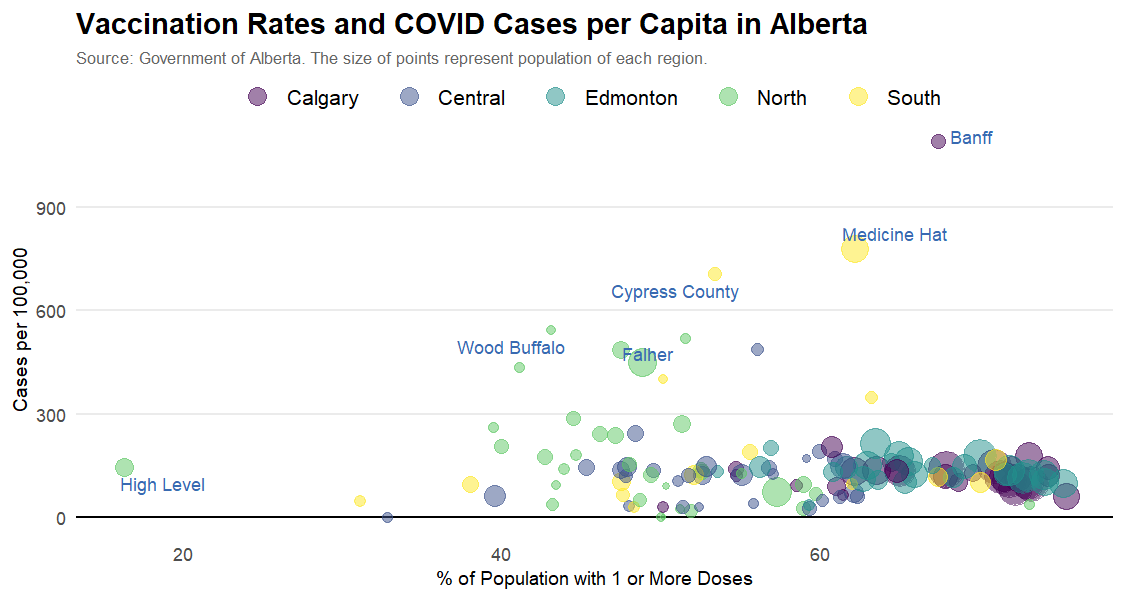 Vaccination Rates and COVID Cases per Capita in Alberta
Source: Government of Alberta. The size of points represent population of each region.
Calgary Central Edmonton North South
Banff
900
Medicine Hat
Cypress County
600
Wood Buffalo
Falher
Cases per 100,000
300
High Level
0
20 40 60
% of Population with 1 or More Doses